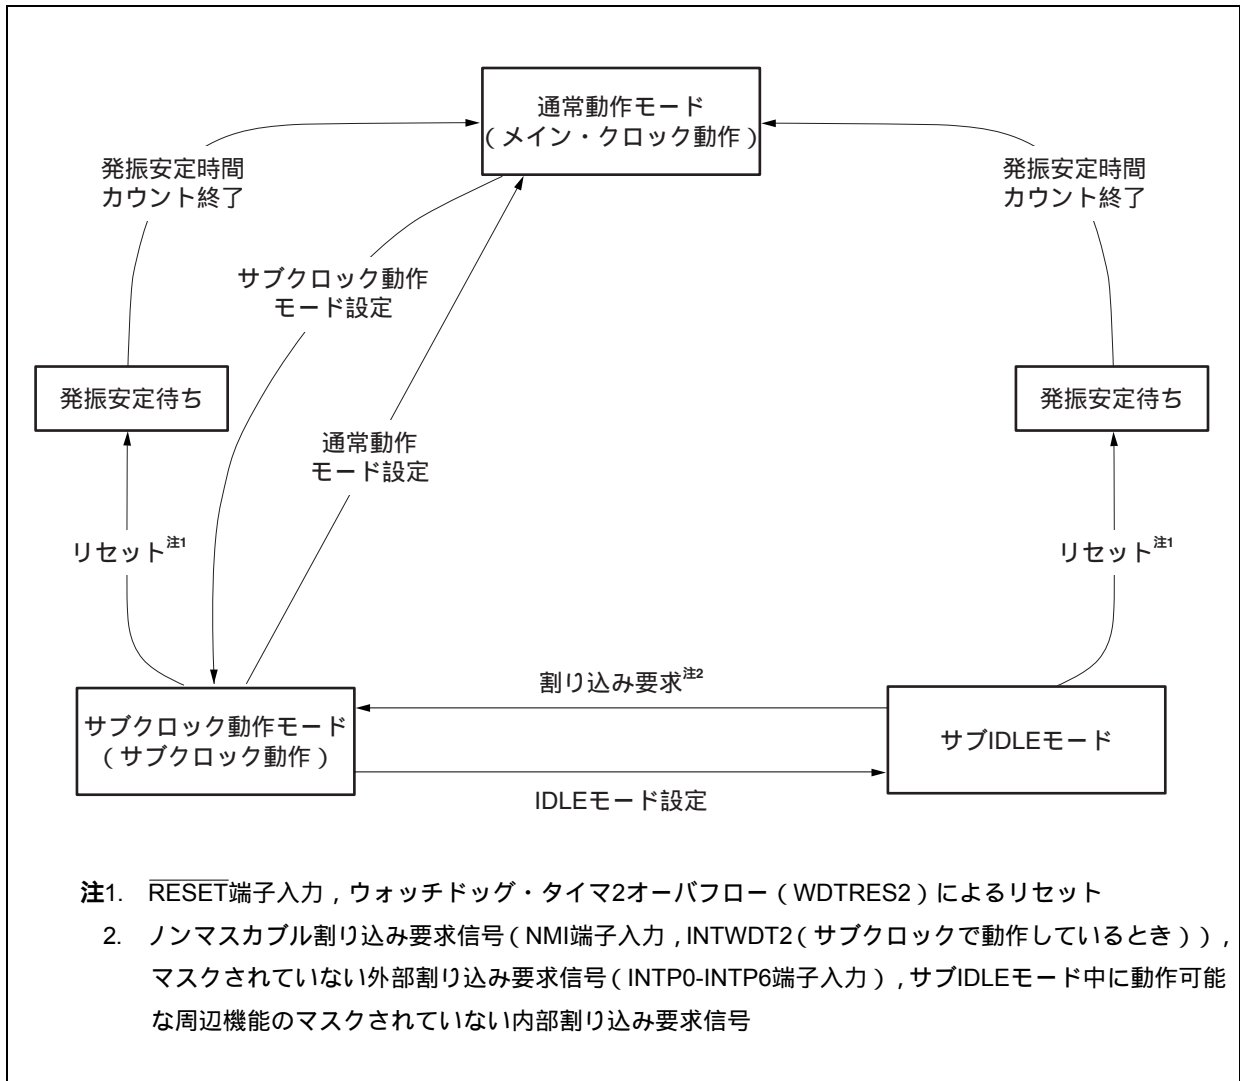 通常動作モード
（メイン・クロック動作）
発振安定時間
カウント終了
発振安定時間
カウント終了
サブクロック動作
モード設定
発振安定待ち
発振安定待ち
通常動作
モード設定
リセット注1
リセット注1
割り込み要求注2
サブクロック動作モード
（サブクロック動作）
サブIDLEモード
IDLEモード設定
注1. RESET端子入力，ウォッチドッグ・タイマ2オーバフロー（WDTRES2）によるリセット
2. ノンマスカブル割り込み要求信号（NMI端子入力，INTWDT2（サブクロックで動作しているとき）），
マスクされていない外部割り込み要求信号（INTP0-INTP6端子入力），サブIDLEモード中に動作可能
な周辺機能のマスクされていない内部割り込み要求信号